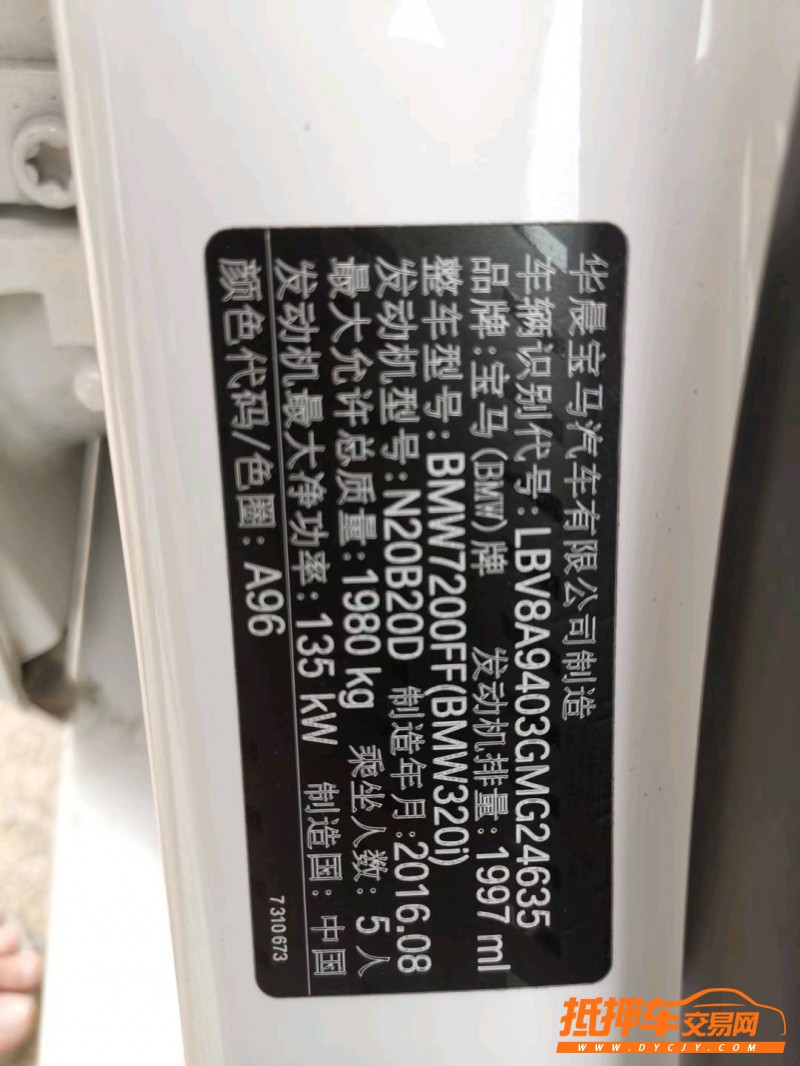 华晨宝马汽车有限公司制造
车辆识别代号：LBV8A9403GMG24635
品牌：宝马(BMW)牌 发动机排量：1997 ml
整车型号：BMW7200FF(BMW320i)
发动机型号：N20B20D 制造年月：2016.08
最大允许总质量：1980 kg 乘坐人数：5人
发动机最大净功率：135 kW 制造国：中国
颜色代码/色圈：A96
7 310 673
抵押车交易网
WWW.DYCJY.COM